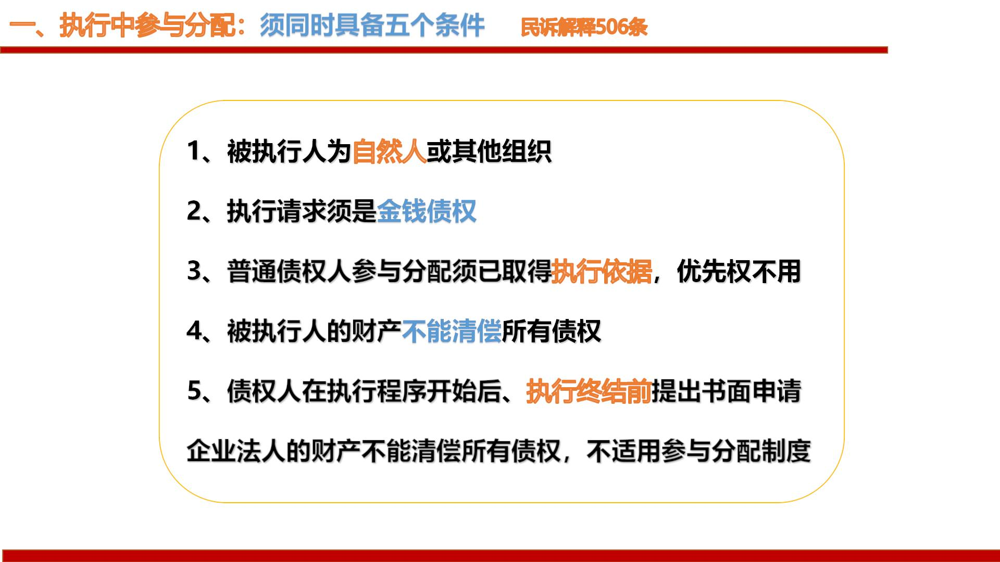 一、执行中参与分配：须同时具备五个条件 民诉解释506条
1、被执行人为自然人或其他组织
2、执行请求须是金钱债权
3、普通债权人参与分配须已取得执行依据，优先权不用
4、被执行人的财产不能清偿所有债权
5、债权人在执行程序开始后、执行终结前提出书面申请
企业法人的财产不能清偿所有债权，不适用参与分配制度